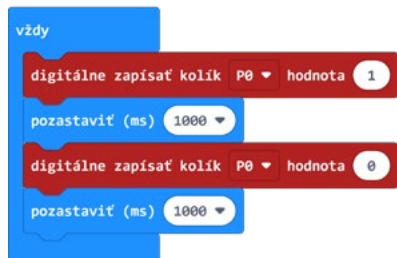 vždy
digitálne zapísať kolík P0 hodnota 1
pozastaviť (ms) 1000
digitálne zapísať kolík P0 hodnota 0
pozastaviť (ms) 1000